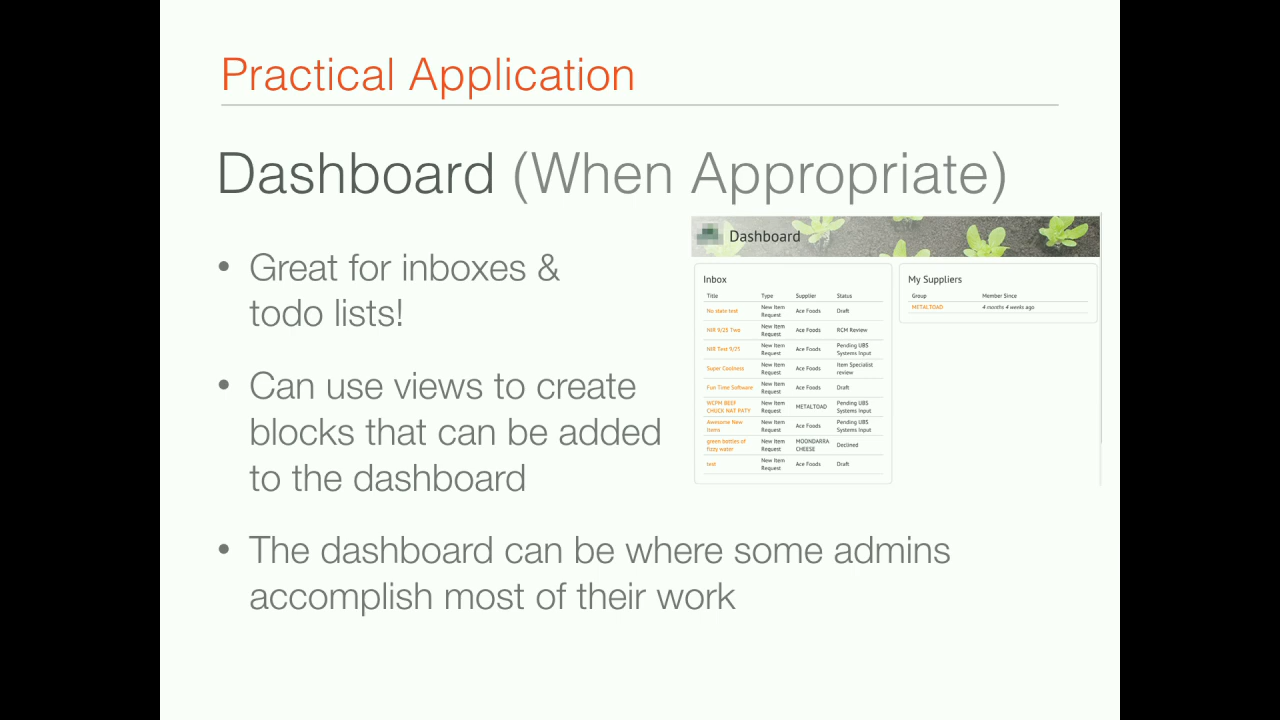 Practical Application
Dashboard (When Appropriate)
• Great for inboxes &
todo lists!
• Can use views to create
blocks that can be added
to the dashboard
• The dashboard can be where some admins
accomplish most of their work
Dashboard
Inbox
Title Type Supplier Status
No state test New Item Request Ace Foods Draft
NIR 9/25 Two New Item Request Ace Foods RCM Review
NIR Test 9/25 New Item Request Ace Foods Pending UBS Systems Input
Super Coolness New Item Request Ace Foods Item Specialist review
Fun Time Software New Item Request Ace Foods Draft
WCPM BEEF CHUCK NAT PATY New Item Request METALTOAD Pending UBS Systems Input
Awesome New Items New Item Request Ace Foods Pending UBS Systems Input
green bottles of fizzy water New Item Request MOONDARRA CHEESE Declined
test New Item Request Ace Foods Draft
My Suppliers
Group Member Since
METALTOAD 4 months 4 weeks ago